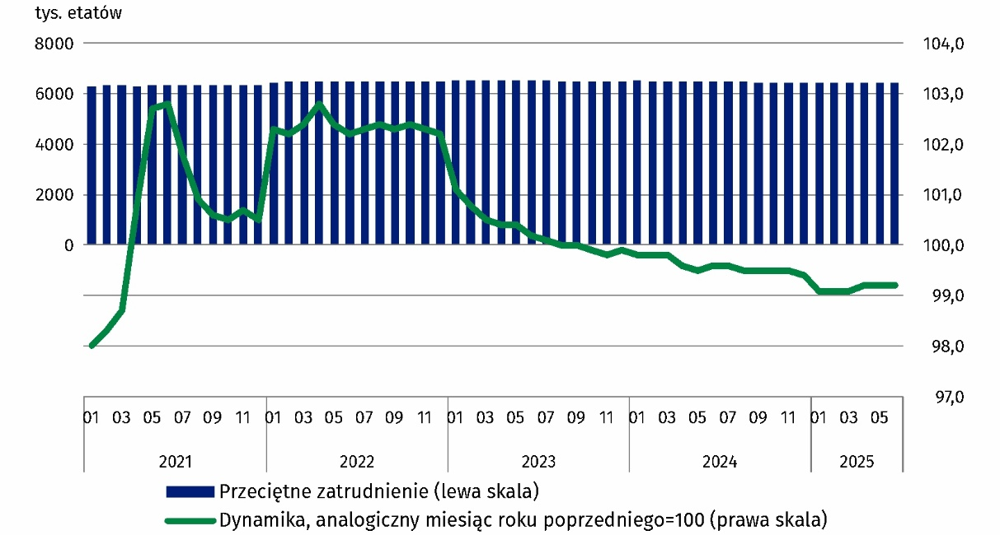 tys. etatów
8000 104,0
6000 103,0
4000 102,0
2000 101,0
0 100,0
99,0
98,0
97,0
01 03 05 07 09 11 01 03 05 07 09 11 01 03 05 07 09 11 01 03 05 07 09 11 01 03 05
2021 2022 2023 2024 2025
Przeciętne zatrudnienie (lewa skala)
Dynamika, analogiczny miesiąc roku poprzedniego=100 (prawa skala)